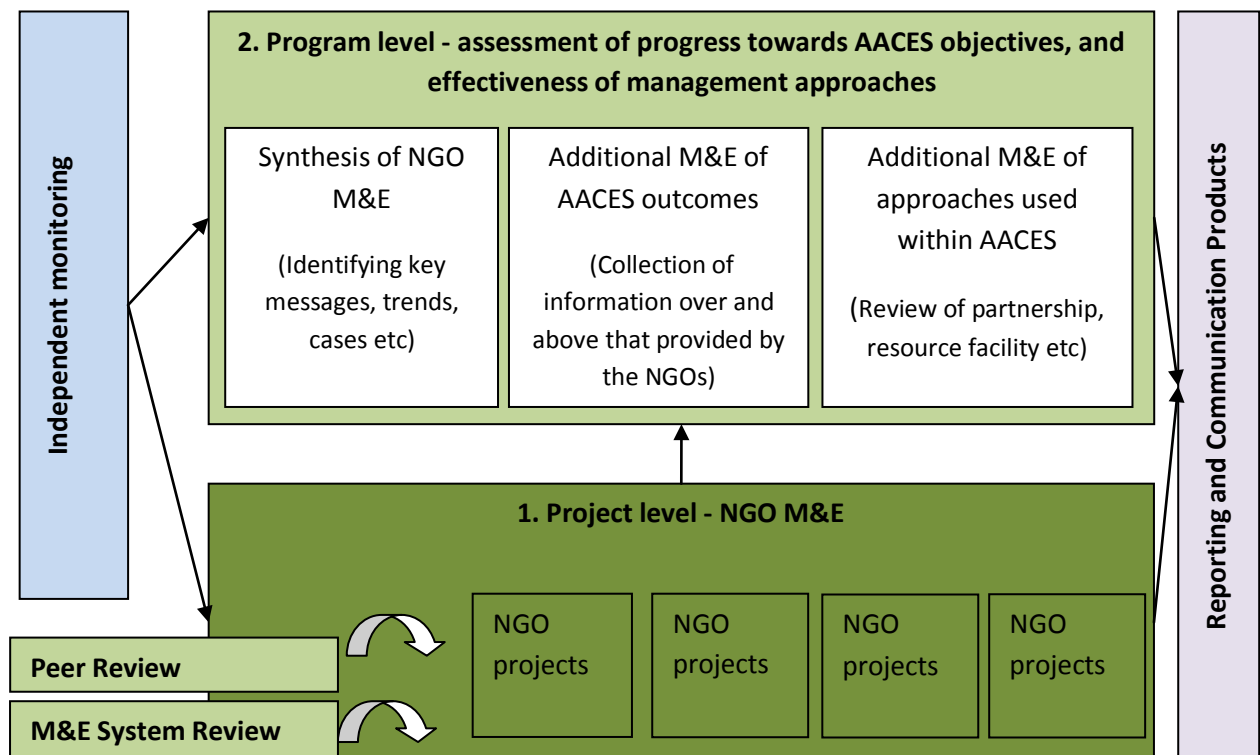 Independent monitoring
2. Program level - assessment of progress towards AACES objectives, and
effectiveness of management approaches
Synthesis of NGO
M&E
(Identifying key
messages, trends,
cases etc)
Additional M&E of
AACES outcomes
(Collection of
information over and
above that provided by
the NGOs)
Additional M&E of
approaches used
within AACES
(Review of partnership,
resource facility etc)
Reporting and Communication Products
1. Project level - NGO M&E
NGO
projects
NGO
projects
NGO
projects
NGO
projects
Peer Review
M&E System Review